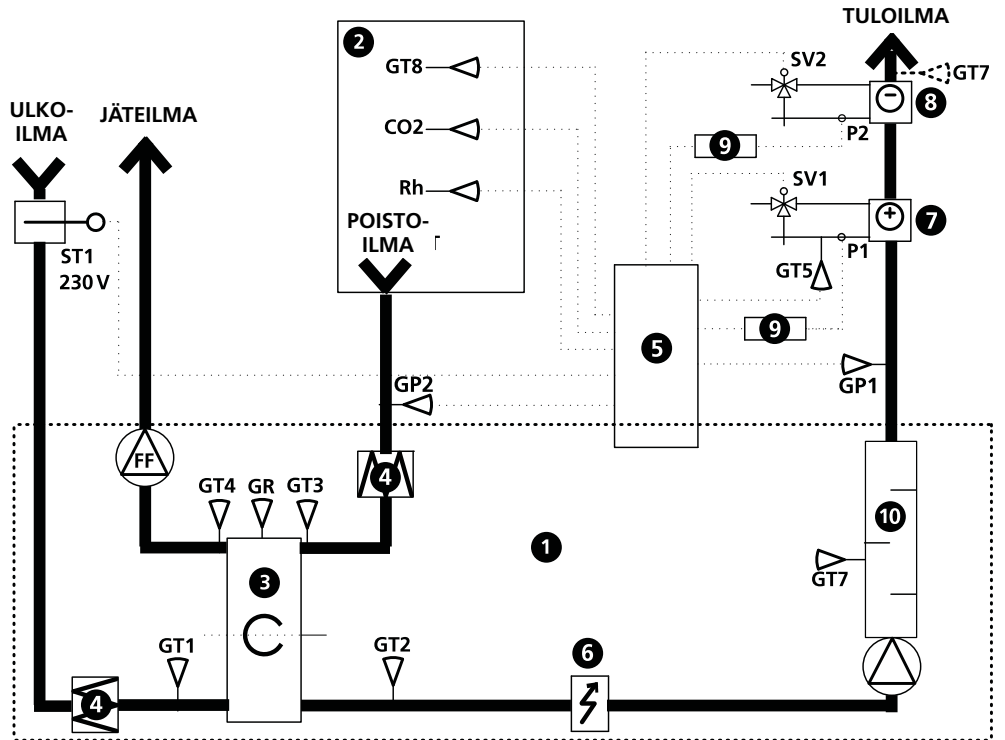 TULOILMA
2
GT8
SV2
GT7
ULKO-
ILMA
JÄTEILMA
8
CO2
P2
9
Rh
SV1
POISTO-
ILMA
7
ST1
230 V
P1
GT5
9
5
GP2
GP1
FF
4
GT4
GR
GT3
10
1
3
GT7
GT1
GT2
6
4